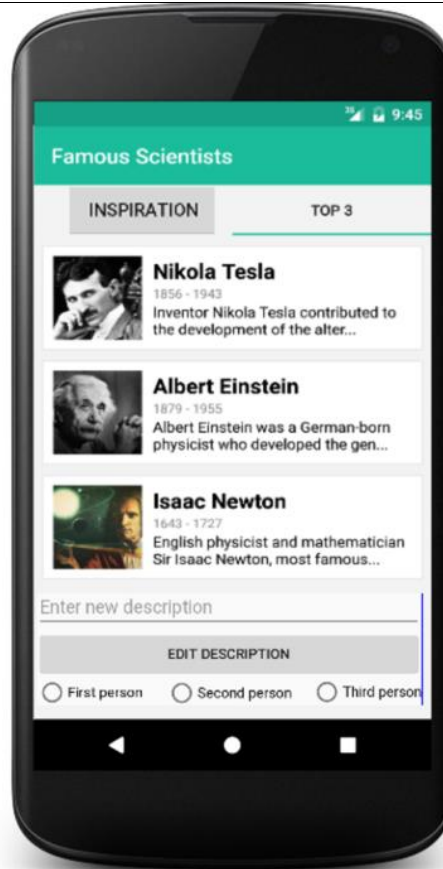 9:45
Famous Scientists
INSPIRATION
TOP 3
Nikola Tesla
1856 - 1943
Inventor Nikola Tesla contributed to
the development of the alter...
Albert Einstein
1879 - 1955
Albert Einstein was a German-born
physicist who developed the gen...
Isaac Newton
1643 - 1727
English physicist and mathematician
Sir Isaac Newton, most famous...
Enter new description
EDIT DESCRIPTION
First person
Second person
Third person